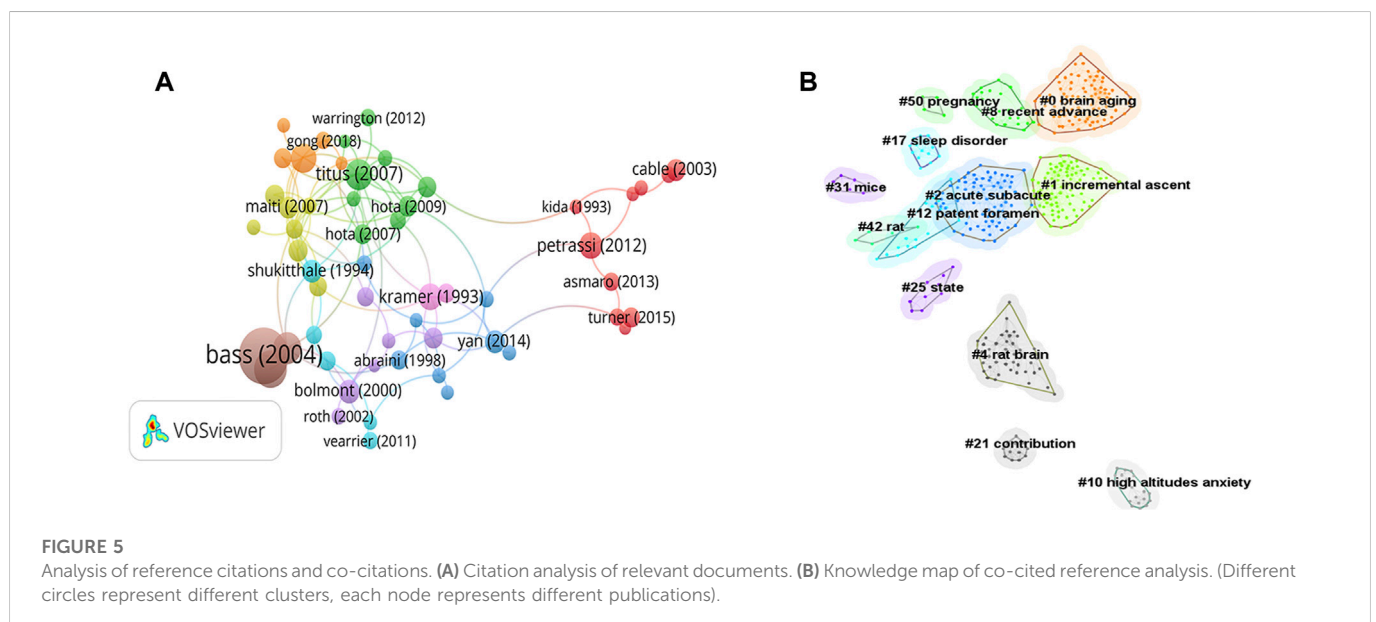 A
warrington (2012)
gong (2018)
titus (2007)
maiti (2007)
hota (2009)
hota (2007)
shukitthale (1994)
kramer (1993)
bass (2004)
abraini (1998)
yan (2014)
bolmont (2000)
roth (2002)
vearrier (2011)
cable (2003)
kida (1993)
petrassi (2012)
asmaro (2013)
turner (2015)
VOSviewer
B
#50 pregnancy
#0 brain aging
#8 recent advance
#17 sleep disorder
#31 mice
#1 incremental ascent
#2 acute subacute
#12 patent foramen
#42 rat
#25 state
#4 rat brain
#21 contribution
#10 high altitudes anxiety
FIGURE 5
Analysis of reference citations and co-citations. (A) Citation analysis of relevant documents. (B) Knowledge map of co-cited reference analysis. (Different
circles represent different clusters, each node represents different publications).